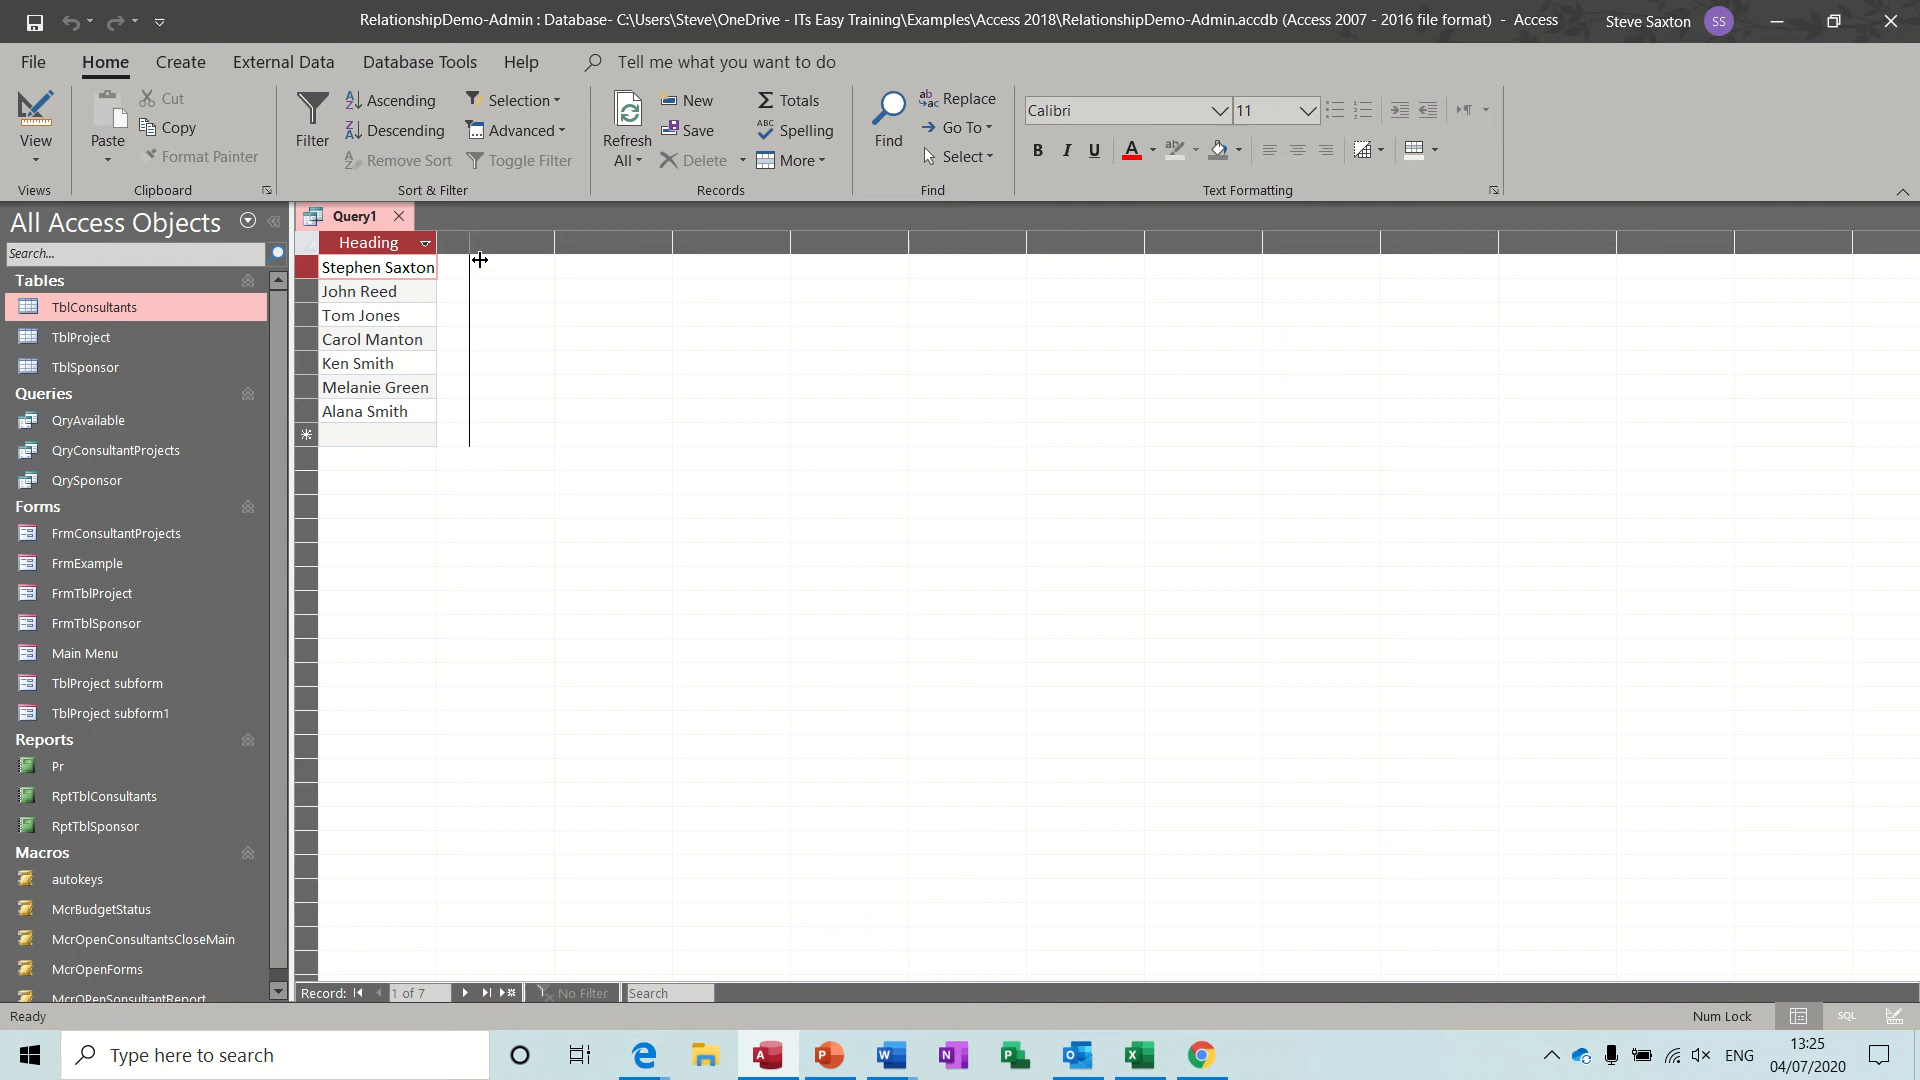 RelationshipDemo-Admin : Database- C:\Users\Steve\OneDrive - ITs Easy Training\Examples\Access 2018\RelationshipDemo-Admin.accdb (Access 2007 - 2016 file format) - Access
Steve Saxton
SS
File
Home
Create
External Data
Database Tools
Help
Tell me what you want to do
View
Views
Paste
Cut
Copy
Format Painter
Clipboard
Filter
Ascending
Descending
Remove Sort
Selection
Advanced
Toggle Filter
Sort & Filter
Refresh
All
New
Save
Delete
Totals
Spelling
More
Records
Find
Replace
Go To
Select
Find
Calibri
11
B I U
Text Formatting
All Access Objects
Search...
Tables
TblConsultants
TblProject
TblSponsor
Queries
QryAvailable
QryConsultantProjects
QrySponsor
Forms
FrmConsultantProjects
FrmExample
FrmTblProject
FrmTblSponsor
Main Menu
TblProject subform
TblProject subform1
Reports
Pr
RptTblConsultants
RptTblSponsor
Macros
autokeys
McrBudgetStatus
McrOpenConsultantsCloseMain
McrOpenForms
McrOPenSonsultantReport
Query1
Heading
Stephen Saxton
John Reed
Tom Jones
Carol Manton
Ken Smith
Melanie Green
Alana Smith
Record:
1 of 7
No Filter
Search
Ready
Num Lock
SQL
Type here to search
ENG
13:25
04/07/2020